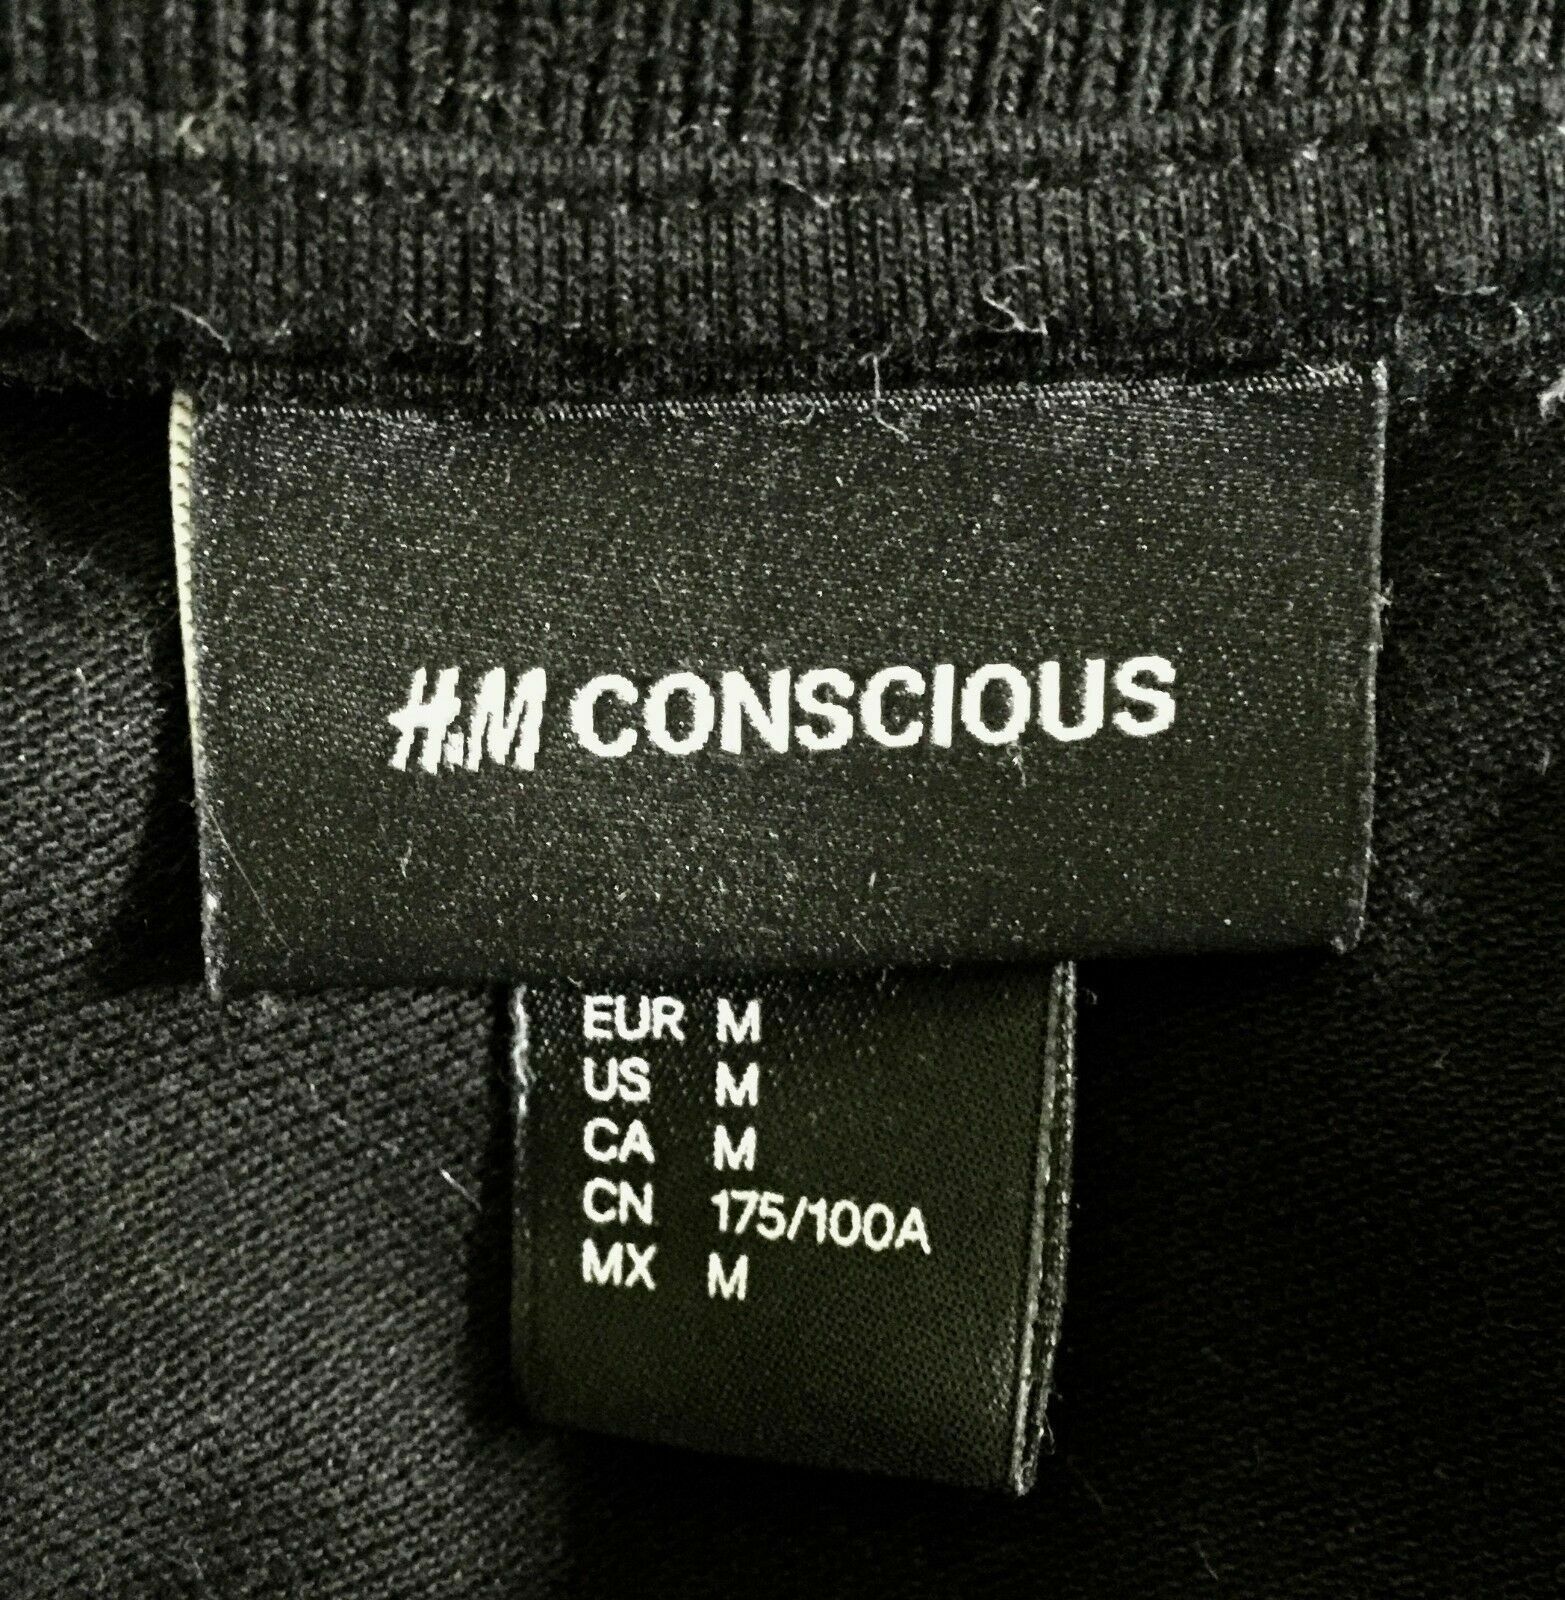 H&M CONSCIOUS
EUR M
US M
CA M
CN 175/100A
MX M